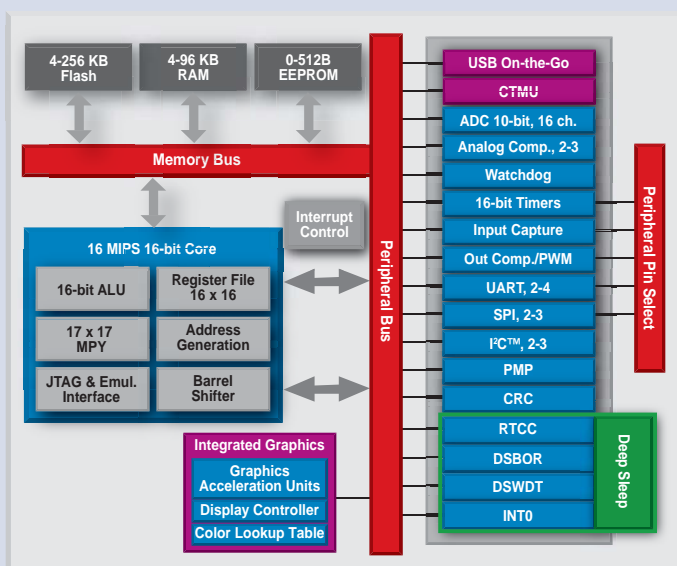 4-256 KB
Flash
4-96 KB
RAM
0-512B
EEPROM
Memory Bus
Interrupt
Control
16 MIPS 16-bit Core
16-bit ALU
Register File
16 x 16
17 x 17
MPY
Address
Generation
JTAG & Emul.
Interface
Barrel
Shifter
Integrated Graphics
Graphics
Acceleration Units
Display Controller
Color Lookup Table
Peripheral Bus
USB On-the-Go
CTMU
ADC 10-bit, 16 ch.
Analog Comp., 2-3
Watchdog
16-bit Timers
Input Capture
Out Comp./PWM
UART, 2-4
SPI, 2-3
I²C™, 2-3
PMP
CRC
RTCC
DSBOR
DSWDT
INT0
Deep Sleep
Peripheral Pin Select